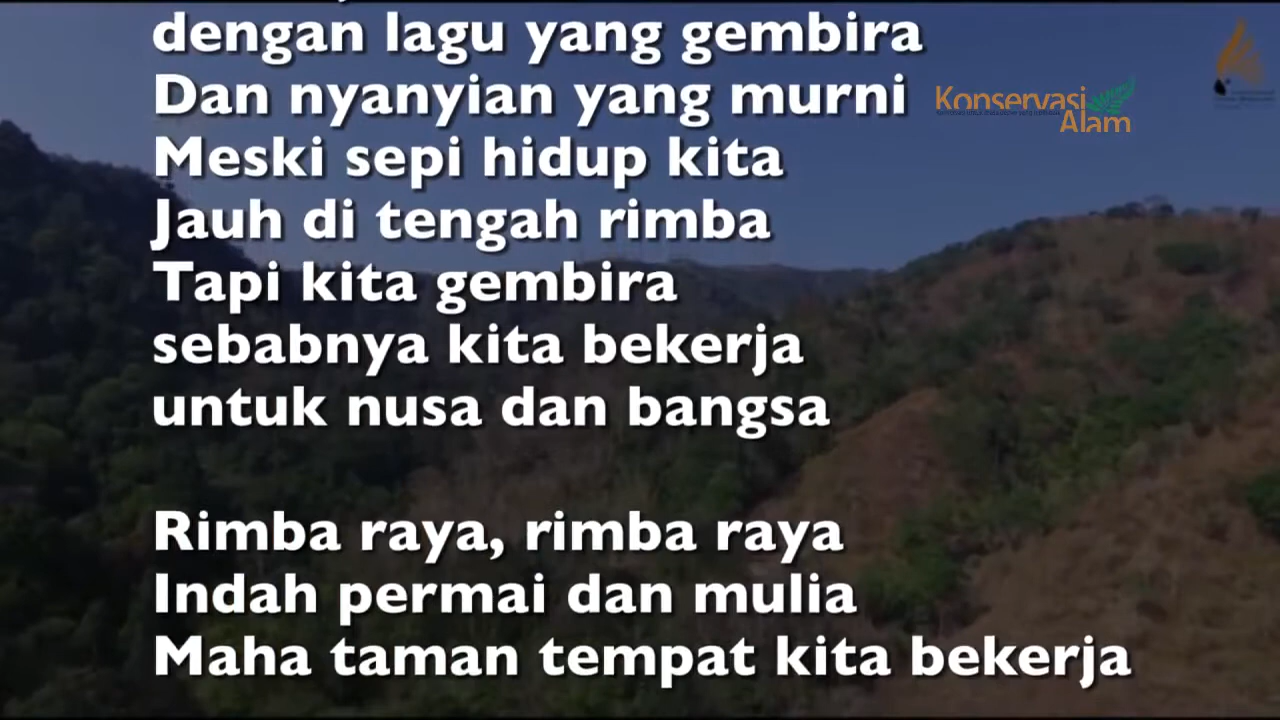 dengan lagu yang gembira
Dan nyanyian yang murni
Konservasi
Alam
Meski sepi hidup kita
Jauh di tengah rimba
Tapi kita gembira
sebabnya kita bekerja
untuk nusa dan bangsa
Rimba raya, rimba raya
Indah permai dan mulia
Maha taman tempat kita bekerja